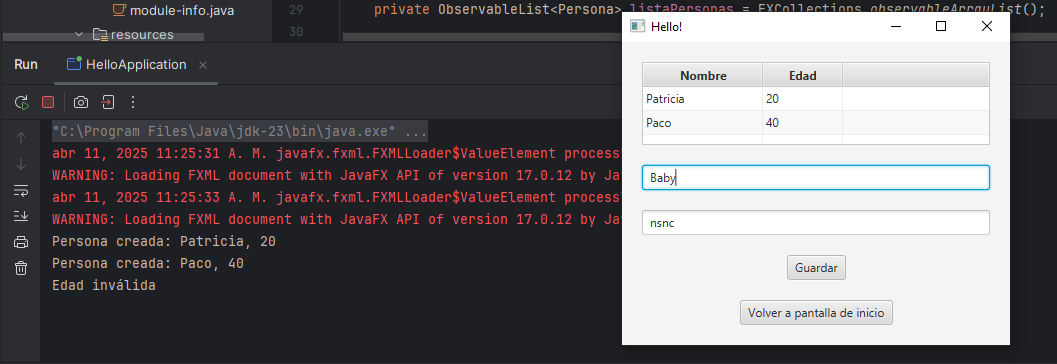 module-info.java
resources
29 private ObservableList<Persona> listaPersonas = FXCollections.observableArrayList();
30
Run HelloApplication
"C:\Program Files\Java\jdk-23\bin\java.exe" ...
abr 11, 2025 11:25:31 A. M. javafx.fxml.FXMLLoader$ValueElement process
WARNING: Loading FXML document with JavaFX API of version 17.0.12 by Ja
abr 11, 2025 11:25:33 A. M. javafx.fxml.FXMLLoader$ValueElement process
WARNING: Loading FXML document with JavaFX API of version 17.0.12 by Ja
Persona creada: Patricia, 20
Persona creada: Paco, 40
Edad inválida
Hello!
Nombre Edad
Patricia 20
Paco 40
Baby
nsnc
Guardar
Volver a pantalla de inicio